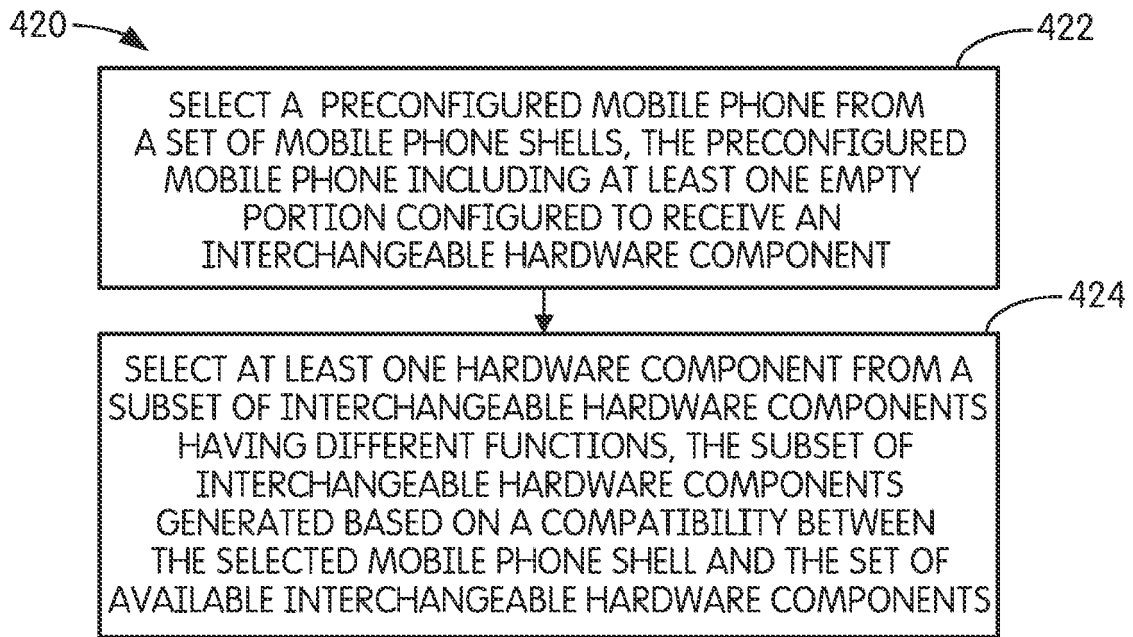 420
422
SELECT A PRECONFIGURED MOBILE PHONE FROM
A SET OF MOBILE PHONE SHELLS, THE PRECONFIGURED
MOBILE PHONE INCLUDING AT LEAST ONE EMPTY
PORTION CONFIGURED TO RECEIVE AN
INTERCHANGEABLE HARDWARE COMPONENT
424
SELECT AT LEAST ONE HARDWARE COMPONENT FROM A
SUBSET OF INTERCHANGEABLE HARDWARE COMPONENTS
HAVING DIFFERENT FUNCTIONS, THE SUBSET OF
INTERCHANGEABLE HARDWARE COMPONENTS
GENERATED BASED ON A COMPATIBILITY BETWEEN
THE SELECTED MOBILE PHONE SHELL AND THE SET OF
AVAILABLE INTERCHANGEABLE HARDWARE COMPONENTS